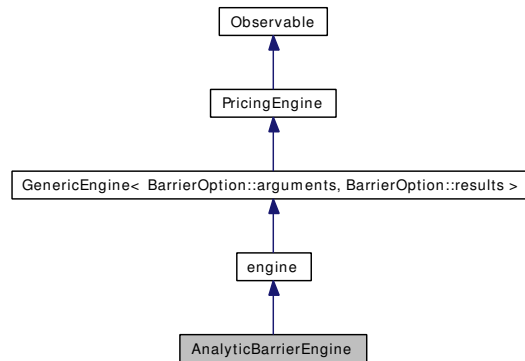 Observable
PricingEngine
GenericEngine< BarrierOption::arguments, BarrierOption::results >
engine
AnalyticBarrierEngine